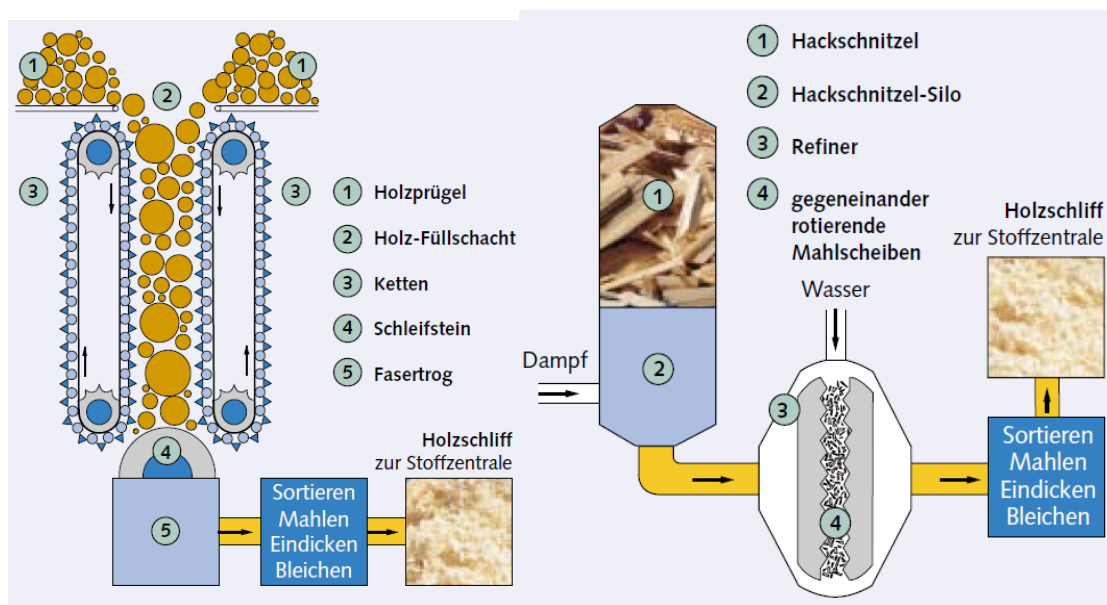 1
1
2
3
3
1 Holzprügel
2 Holz-Füllschacht
3 Ketten
4 Schleifstein
5 Fasertrog
4
5
Sortieren
Mahlen
Eindicken
Bleichen
Holzschliff
zur Stoffzentrale
1 Hackschnitzel
2 Hackschnitzel-Silo
3 Refiner
4 gegeneinander
rotierende
Mahlscheiben
1
2
Dampf
Wasser
3
4
Holzschliff
zur Stoffzentrale
Sortieren
Mahlen
Eindicken
Bleichen